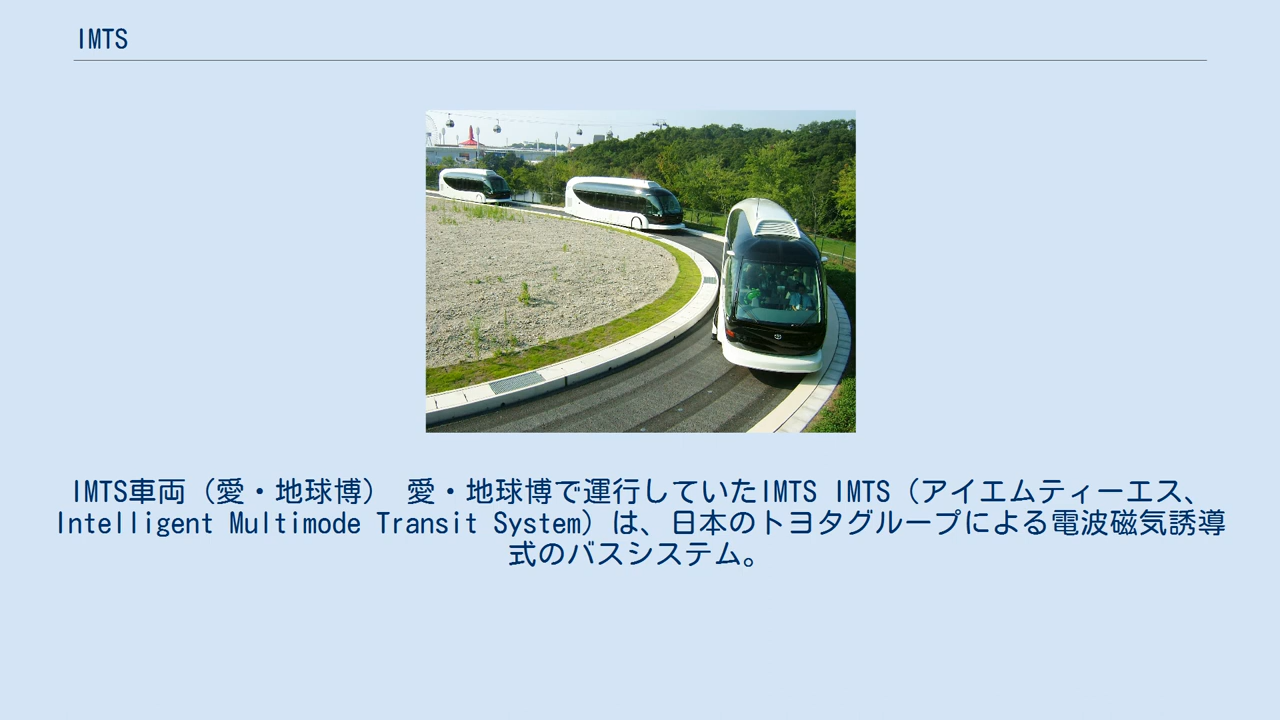 IMTS
IMTS車両（愛・地球博） 愛・地球博で運行していたIMTS IMTS（アイエムティーエス、
Intelligent Multimode Transit System）は、日本のトヨタグループによる電波磁気誘導
式のバスシステム。